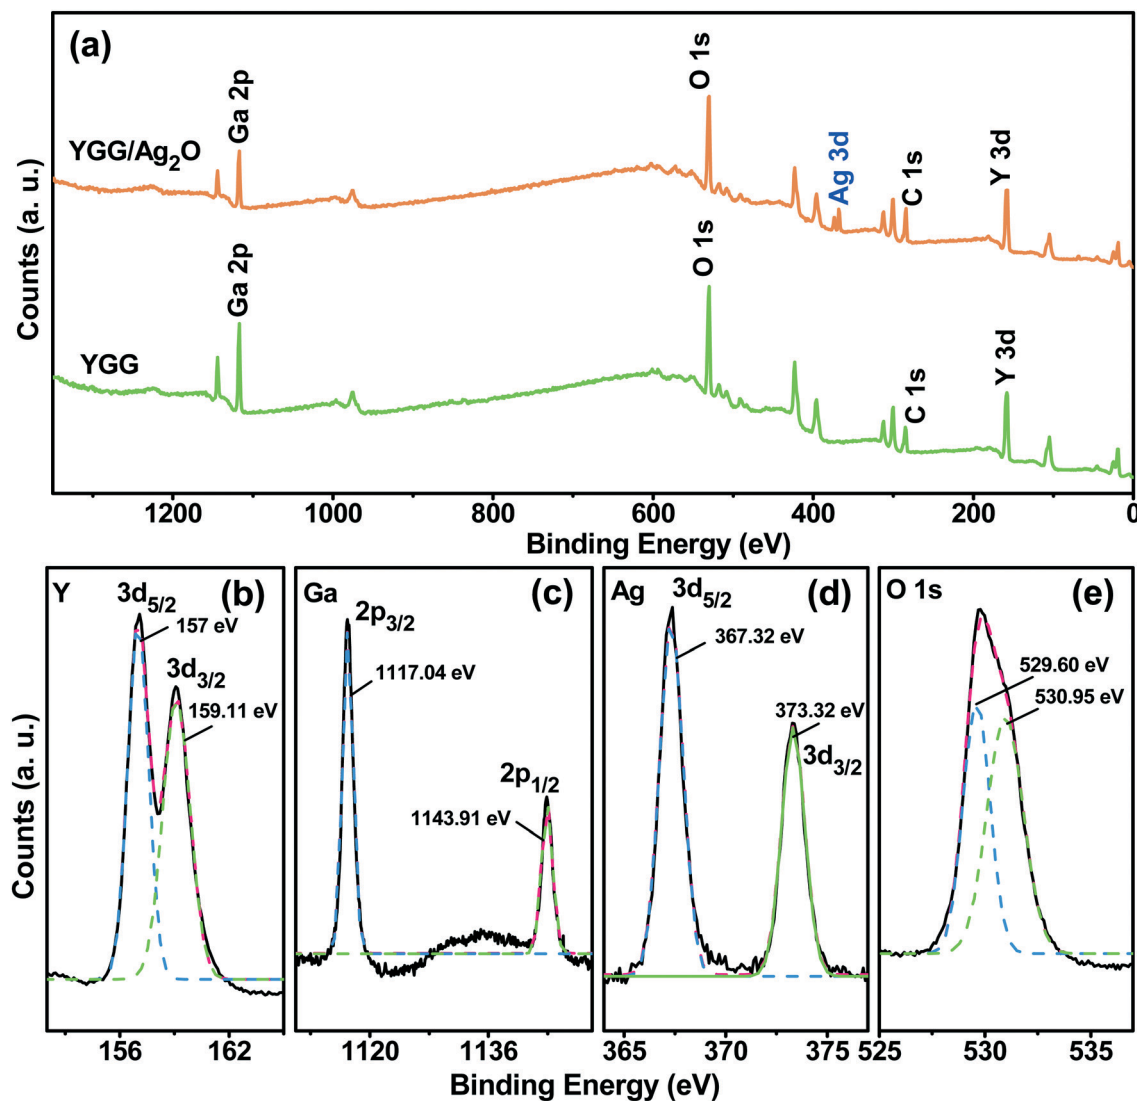 (a)
Counts (a. u.)
YGG/Ag₂O
Ga 2p
O 1s
Ag 3d
C 1s
Y 3d
YGG
Ga 2p
O 1s
C 1s
Y 3d
1200 1000 800 600 400 200 0
Binding Energy (eV)
Counts (a. u.)
Y
(b)
3d₅/₂
157 eV
3d₃/₂
159.11 eV
156 162
Ga
(c)
2p₃/₂
1117.04 eV
2p₁/₂
1143.91 eV
1120 1136
Ag
(d)
3d₅/₂
367.32 eV
373.32 eV
3d₃/₂
365 370 375
O 1s
(e)
529.60 eV
530.95 eV
525 530 535
Binding Energy (eV)